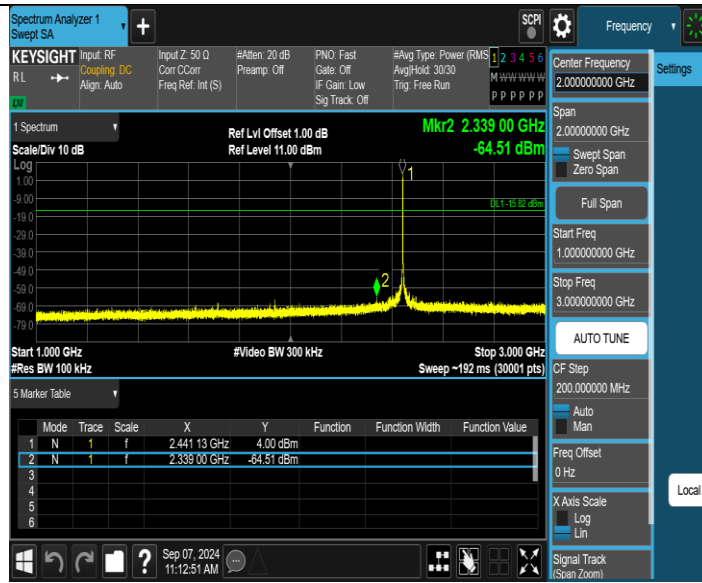 Spectrum Analyzer 1
Swept SA
SCPI
Frequency
KEYSIGHT
RL
LXI
Input: RF
Coupling: DC
Align: Auto
Input Z: 50 Ω
Corr CCorr
Freq Ref: Int (S)
#Atten: 20 dB
Preamp: Off
PNO: Fast
Gate: Off
IF Gain: Low
Sig Track: Off
#Avg Type: Power (RMS
Avg|Hold: 30/30
Trig: Free Run
1 2 3 4 5 6
M W W W W W
P P P P P P
1 Spectrum
Scale/Div 10 dB
Ref Lvl Offset 1.00 dB
Ref Level 11.00 dBm
Mkr2 2.339 00 GHz
-64.51 dBm
Log
1.00
-9.00
-19.0
-29.0
-39.0
-49.0
-59.0
-69.0
-79.0
1
DL1 -15.82 dBm
2
Start 1.000 GHz
#Res BW 100 kHz
#Video BW 300 kHz
Stop 3.000 GHz
Sweep ~192 ms (30001 pts)
5 Marker Table
Mode Trace Scale X Y Function Function Width Function Value
1 N 1 f 2.441 13 GHz 4.00 dBm
2 N 1 f 2.339 00 GHz -64.51 dBm
3
4
5
6
?
Sep 07, 2024
11:12:51 AM
Center Frequency
2.000000000 GHz
Settings
Span
2.00000000 GHz
Swept Span
Zero Span
Full Span
Start Freq
1.000000000 GHz
Stop Freq
3.000000000 GHz
AUTO TUNE
CF Step
200.000000 MHz
Auto
Man
Freq Offset
0 Hz
Local
X Axis Scale
Log
Lin
Signal Track
(Span Zoom)